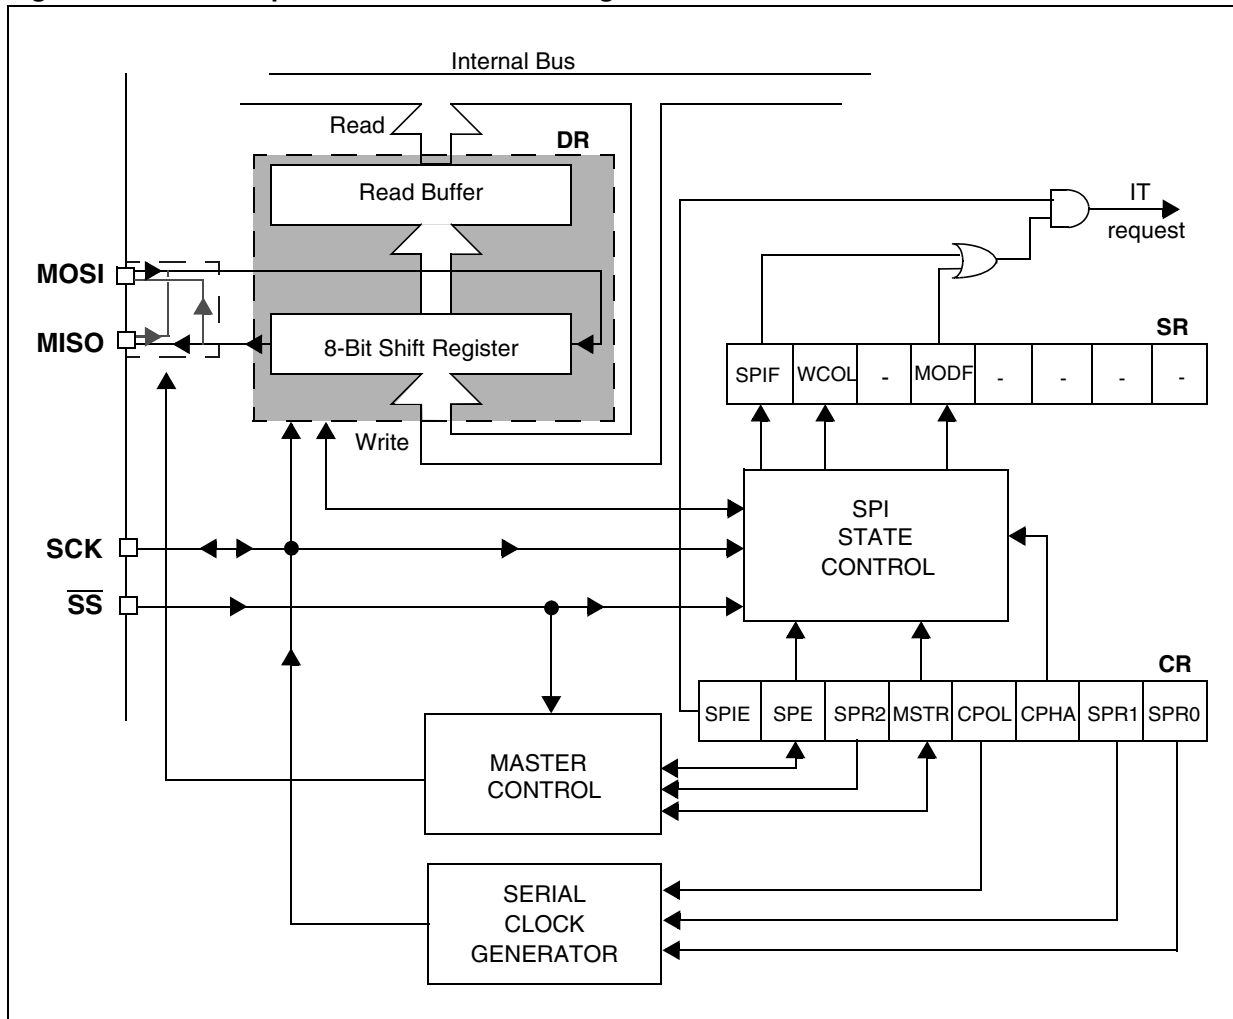 Internal Bus
Read
DR
Read Buffer
IT
request
MOSI
MISO
8-Bit Shift Register
SR
SPIF WCOL - MODF - - - -
Write
SPI
STATE
CONTROL
SCK
SS
CR
SPIE SPE SPR2 MSTR CPOL CPHA SPR1 SPR0
MASTER
CONTROL
SERIAL
CLOCK
GENERATOR